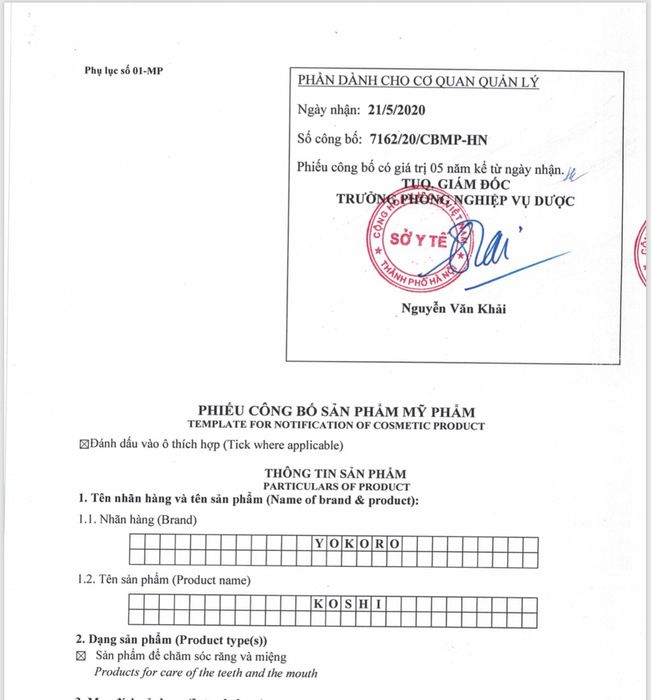 Phụ lục số 01-MP
PHẦN DÀNH CHO CƠ QUAN QUẢN LÝ
Ngày nhận: 21/5/2020
Số công bố: 7162/20/CBMP-HN
Phiếu công bố có giá trị 05 năm kể từ ngày nhận.
TUQ. GIÁM ĐỐC
TRƯỞNG PHÒNG NGHIỆP VỤ DƯỢC
SỞ Y TẾ
THÀNH PHỐ HÀ NỘI
Nguyễn Văn Khải
PHIẾU CÔNG BỐ SẢN PHẨM MỸ PHẨM
TEMPLATE FOR NOTIFICATION OF COSMETIC PRODUCT
☒Đánh dấu vào ô thích hợp (Tick where applicable)
THÔNG TIN SẢN PHẨM
PARTICULARS OF PRODUCT
1. Tên nhãn hàng và tên sản phẩm (Name of brand & product):
1.1. Nhãn hàng (Brand)
YOKORO
1.2. Tên sản phẩm (Product name)
KOSHI
2. Dạng sản phẩm (Product type(s))
☒ Sản phẩm để chăm sóc răng và miệng
Products for care of the teeth and the mouth